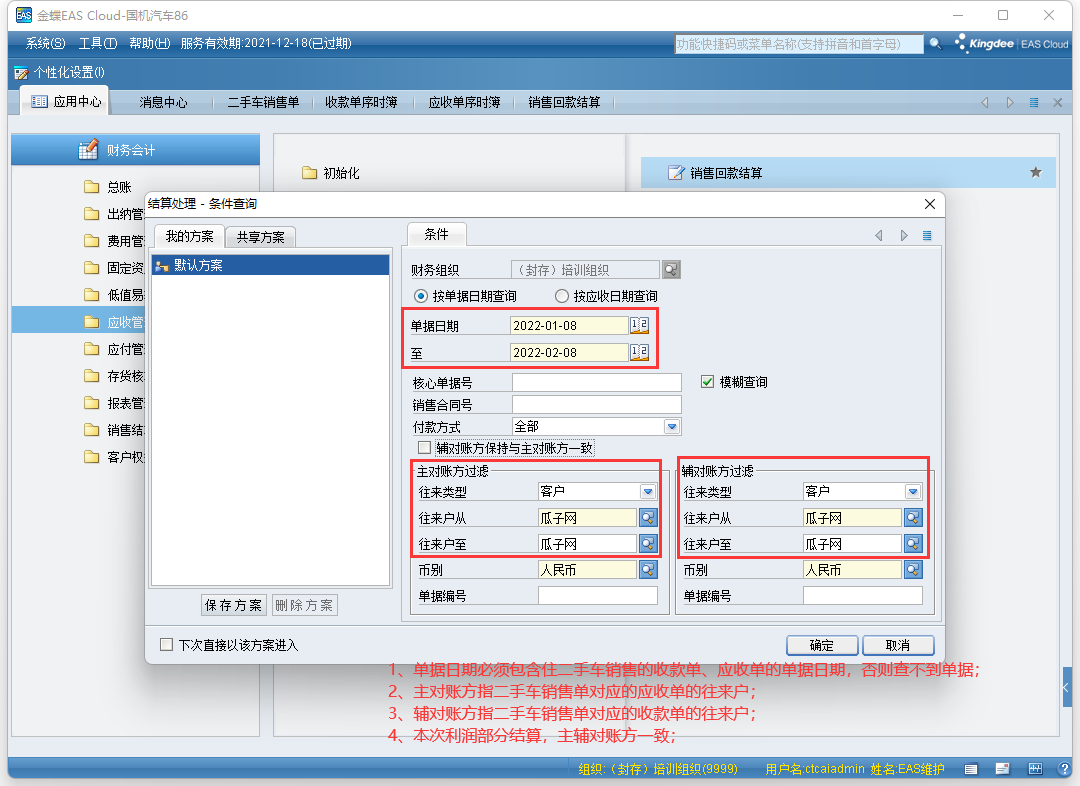 金蝶EAS Cloud-国机汽车86
系统(S) 工具(T) 帮助(H) 服务有效期:2021-12-18(已过期)
功能快捷码或菜单名称(支持拼音和首字母)
Kingdee EAS Cloud
个性化设置(I)
应用中心 消息中心 二手车销售单 收款单序时簿 应收单序时簿 销售回款结算
财务会计
初始化
销售回款结算
总账
出纳管
费用管
固定资
低值易
应收管
应付管
存货核
报表管
销售结
客户权
结算处理 - 条件查询
我的方案 共享方案
默认方案
保存方案 删除方案
条件
财务组织 （封存）培训组织
按单据日期查询 按应收日期查询
单据日期 2022-01-08
至 2022-02-08
核心单据号
模糊查询
销售合同号
付款方式 全部
辅对账方保持与主对账方一致
主对账方过滤
往来类型 客户
往来户从 瓜子网
往来户至 瓜子网
币别 人民币
单据编号
辅对账方过滤
往来类型 客户
往来户从 瓜子网
往来户至 瓜子网
币别 人民币
单据编号
下次直接以该方案进入
确定 取消
1、单据日期必须包含住二手车销售的收款单、应收单的单据日期，否则查不到单据；
2、主对账方指二手车销售单对应的应收单的往来户；
3、辅对账方指二手车销售单对应的收款单的往来户；
4、本次利润部分结算，主辅对账方一致；
组织:（封存）培训组织(9999) 用户名:ctcaiadmin 姓名:EAS维护